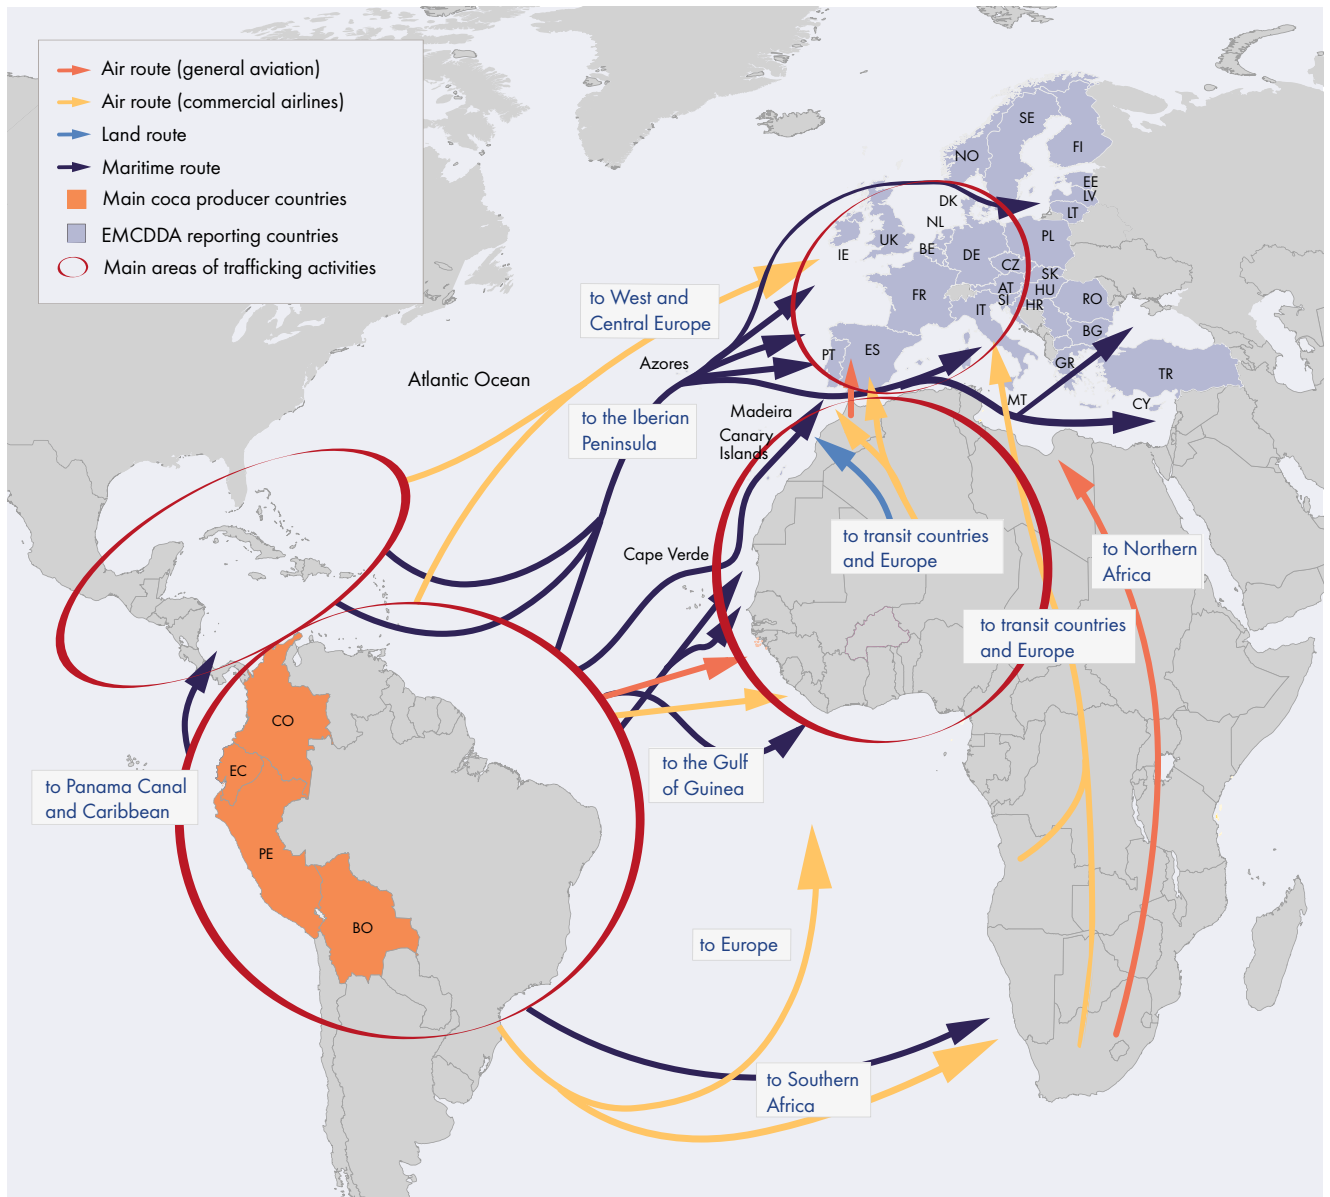 Air route (general aviation)
Air route (commercial airlines)
Land route
Maritime route
Main coca producer countries
EMCDDA reporting countries
Main areas of trafficking activities
SE
FI
NO
EE
LV
LT
DK
NL
UK
IE
BE
DE
PL
CZ
SK
AT
HU
SI
HR
FR
IT
RO
BG
PT
ES
GR
TR
MT
CY
to West and
Central Europe
Azores
Atlantic Ocean
to the Iberian
Peninsula
Madeira
Canary
Islands
Cape Verde
to transit countries
and Europe
to Northern
Africa
to transit countries
and Europe
CO
EC
PE
BO
to Panama Canal
and Caribbean
to the Gulf
of Guinea
to Europe
to Southern
Africa